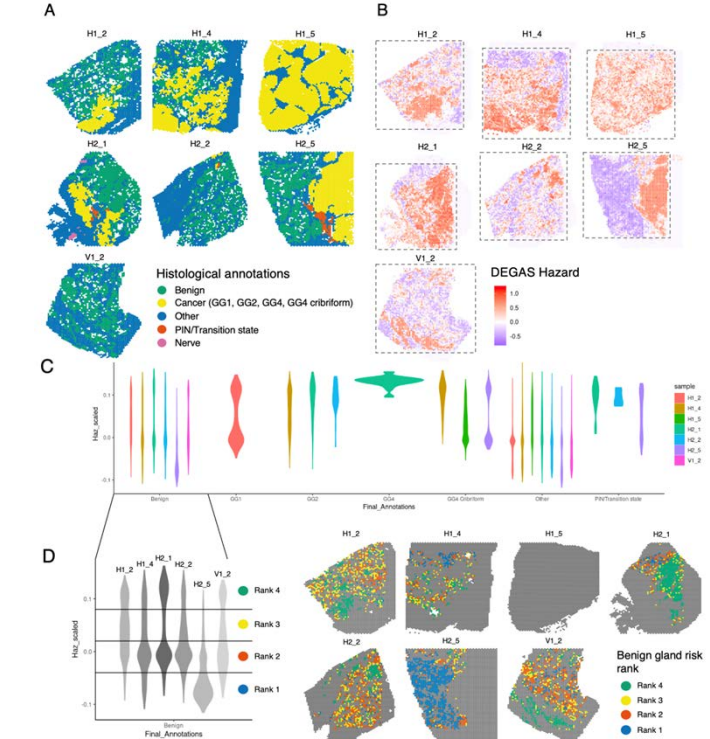 A
H1_2
H1_4
H1_5
H2_1
H2_2
H2_5
V1_2
Histological annotations
Benign
Cancer (GG1, GG2, GG4, GG4 cribriform)
Other
PIN/Transition state
Nerve
B
H1_2
H1_4
H1_5
H2_1
H2_2
H2_5
V1_2
DEGAS Hazard
1.0
0.5
0.0
-0.5
C
Haz_scaled
0.1
0.0
-0.1
Benign
GG1
GG2
GG4
GG4 Cribriform
Other
PIN/Transition state
Final_Annotations
sample
H1_2
H1_4
H1_5
H2_1
H2_2
H2_5
V1_2
D
Haz_scaled
0.1
0.0
-0.1
H1_2
H1_4
H2_1
H2_2
H2_5
V1_2
Rank 4
Rank 3
Rank 2
Rank 1
Benign
Final_Annotations
H1_2
H1_4
H1_5
H2_1
H2_2
H2_5
V1_2
Benign gland risk
rank
Rank 4
Rank 3
Rank 2
Rank 1